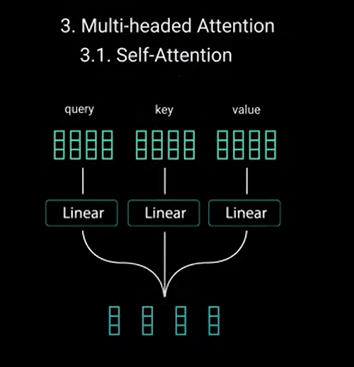 3. Multi-headed Attention
3.1. Self-Attention
query key value
Linear Linear Linear